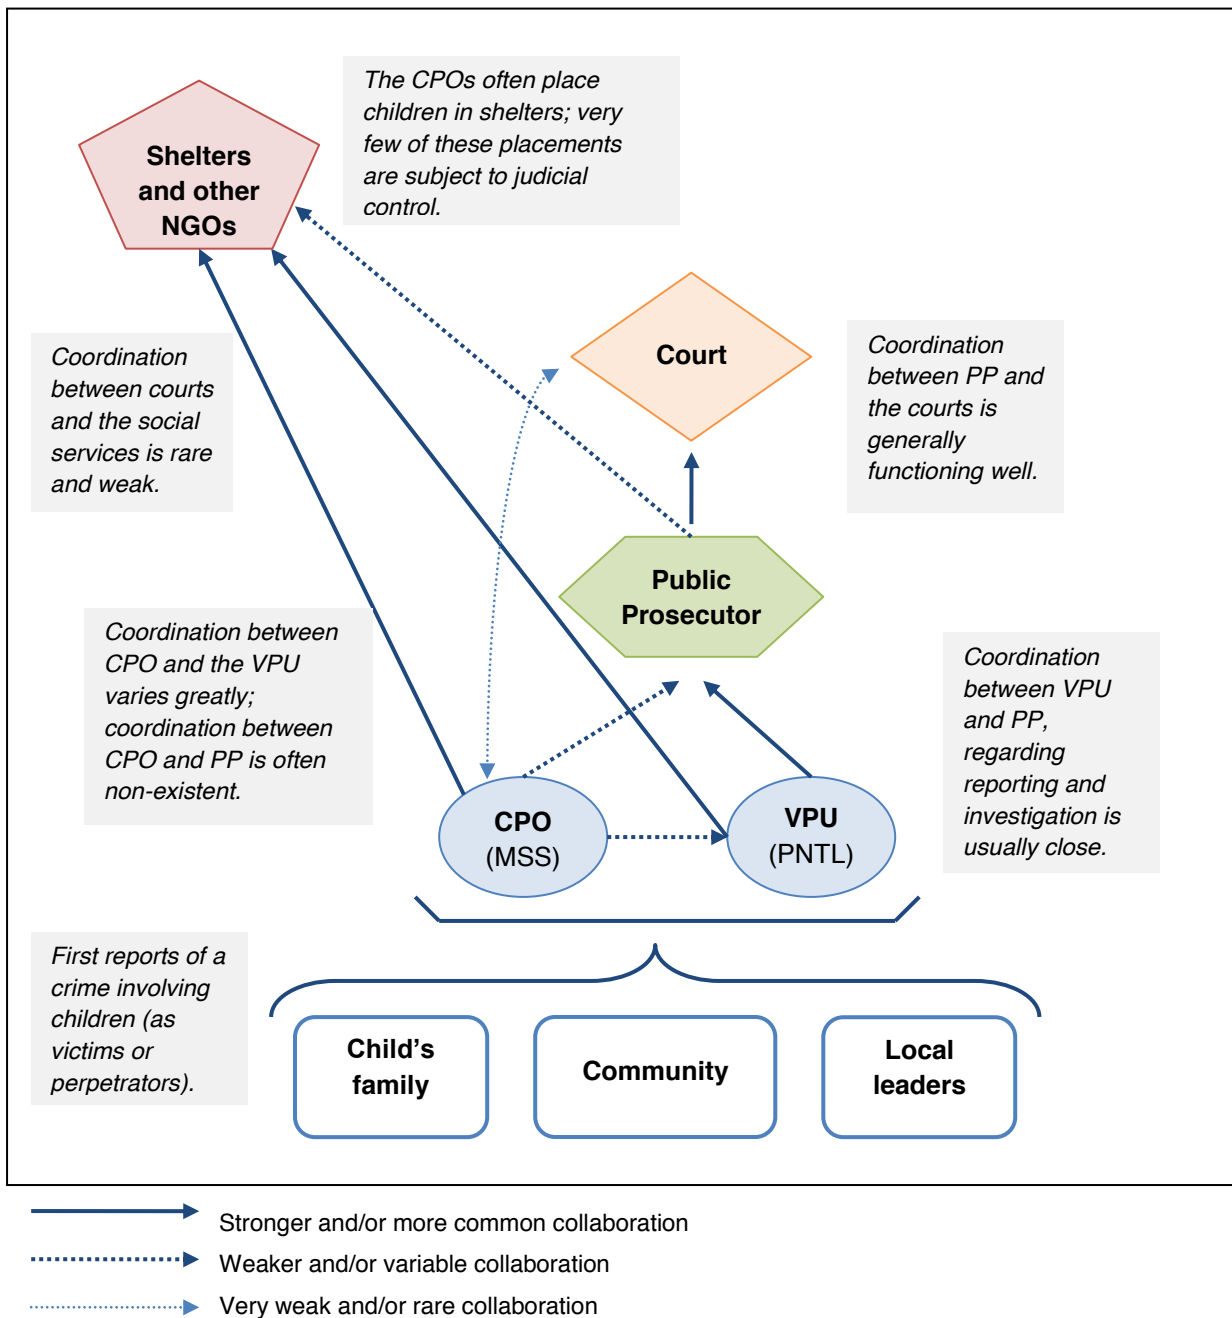 The CPOs often place
children in shelters; very
few of these placements
are subject to judicial
control.
Shelters
and other
NGOs
Coordination
between courts
and the social
services is rare
and weak.
Court
Coordination
between PP and
the courts is
generally
functioning well.
Public
Prosecutor
Coordination between
CPO and the VPU
varies greatly;
coordination between
CPO and PP is often
non-existent.
Coordination
between VPU
and PP,
regarding
reporting and
investigation is
usually close.
CPO
(MSS)
VPU
(PNTL)
First reports of a
crime involving
children (as
victims or
perpetrators).
Child's
family
Community
Local
leaders
Stronger and/or more common collaboration
Weaker and/or variable collaboration
Very weak and/or rare collaboration